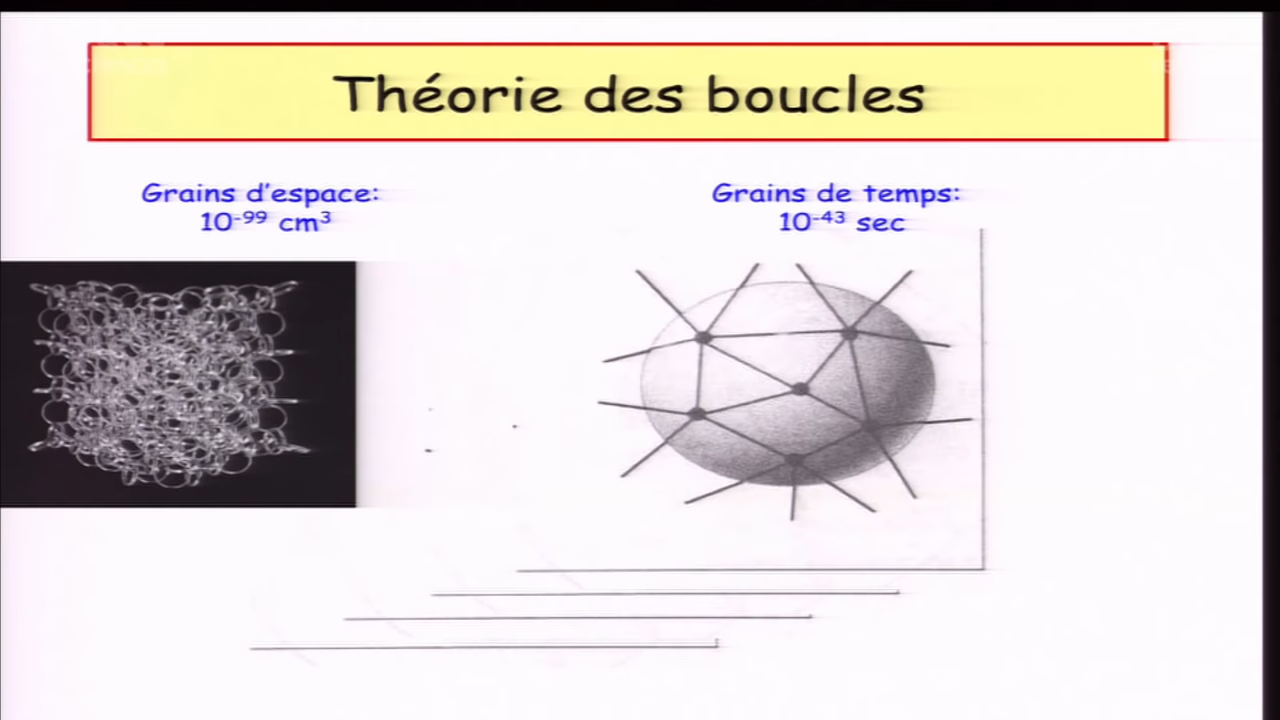 Théorie des boucles
Grains d'espace:
10⁻⁹⁹ cm³
Grains de temps:
10⁻⁴³ sec